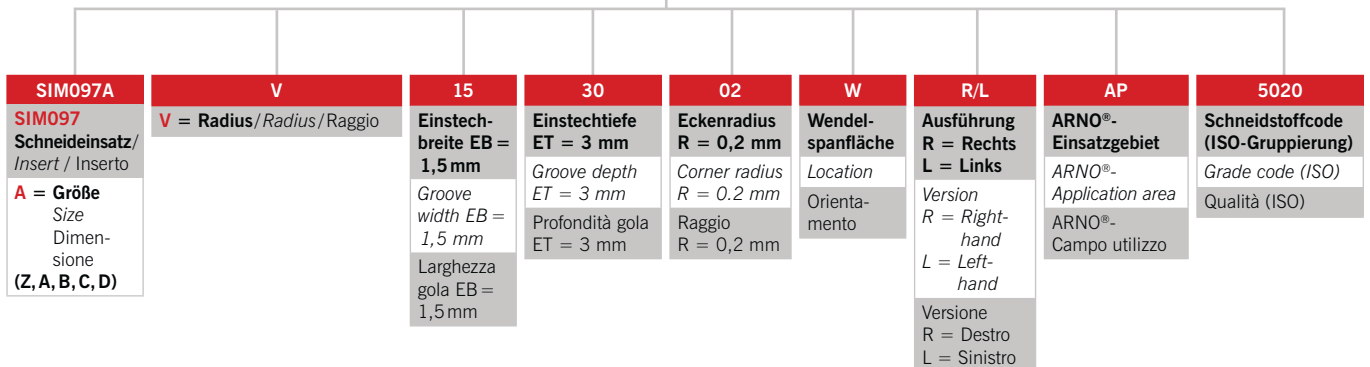 SIM097A
SIM097
Schneideinsatz/
Insert / Inserto
A = Größe
Size
Dimen-
sione
(Z, A, B, C, D)
V
V = Radius/Radius/Raggio
15
Einstech-
breite EB =
1,5 mm
Groove
width EB =
1,5 mm
Larghezza
gola EB =
1,5 mm
30
Einstechtiefe
ET = 3 mm
Groove depth
ET = 3 mm
Profondità gola
ET = 3 mm
02
Eckenradius
R = 0,2 mm
Corner radius
R = 0.2 mm
Raggio
R = 0,2 mm
W
Wendel-
spanfläche
Location
Orienta-
mento
R/L
Ausführung
R = Rechts
L = Links
Version
R = Right-
hand
L = Left-
hand
Versione
R = Destro
L = Sinistro
AP
ARNO®-
Einsatzgebiet
ARNO®-
Application area
ARNO®-
Campo utilizzo
5020
Schneidstoffcode
(ISO-Gruppierung)
Grade code (ISO)
Qualità (ISO)